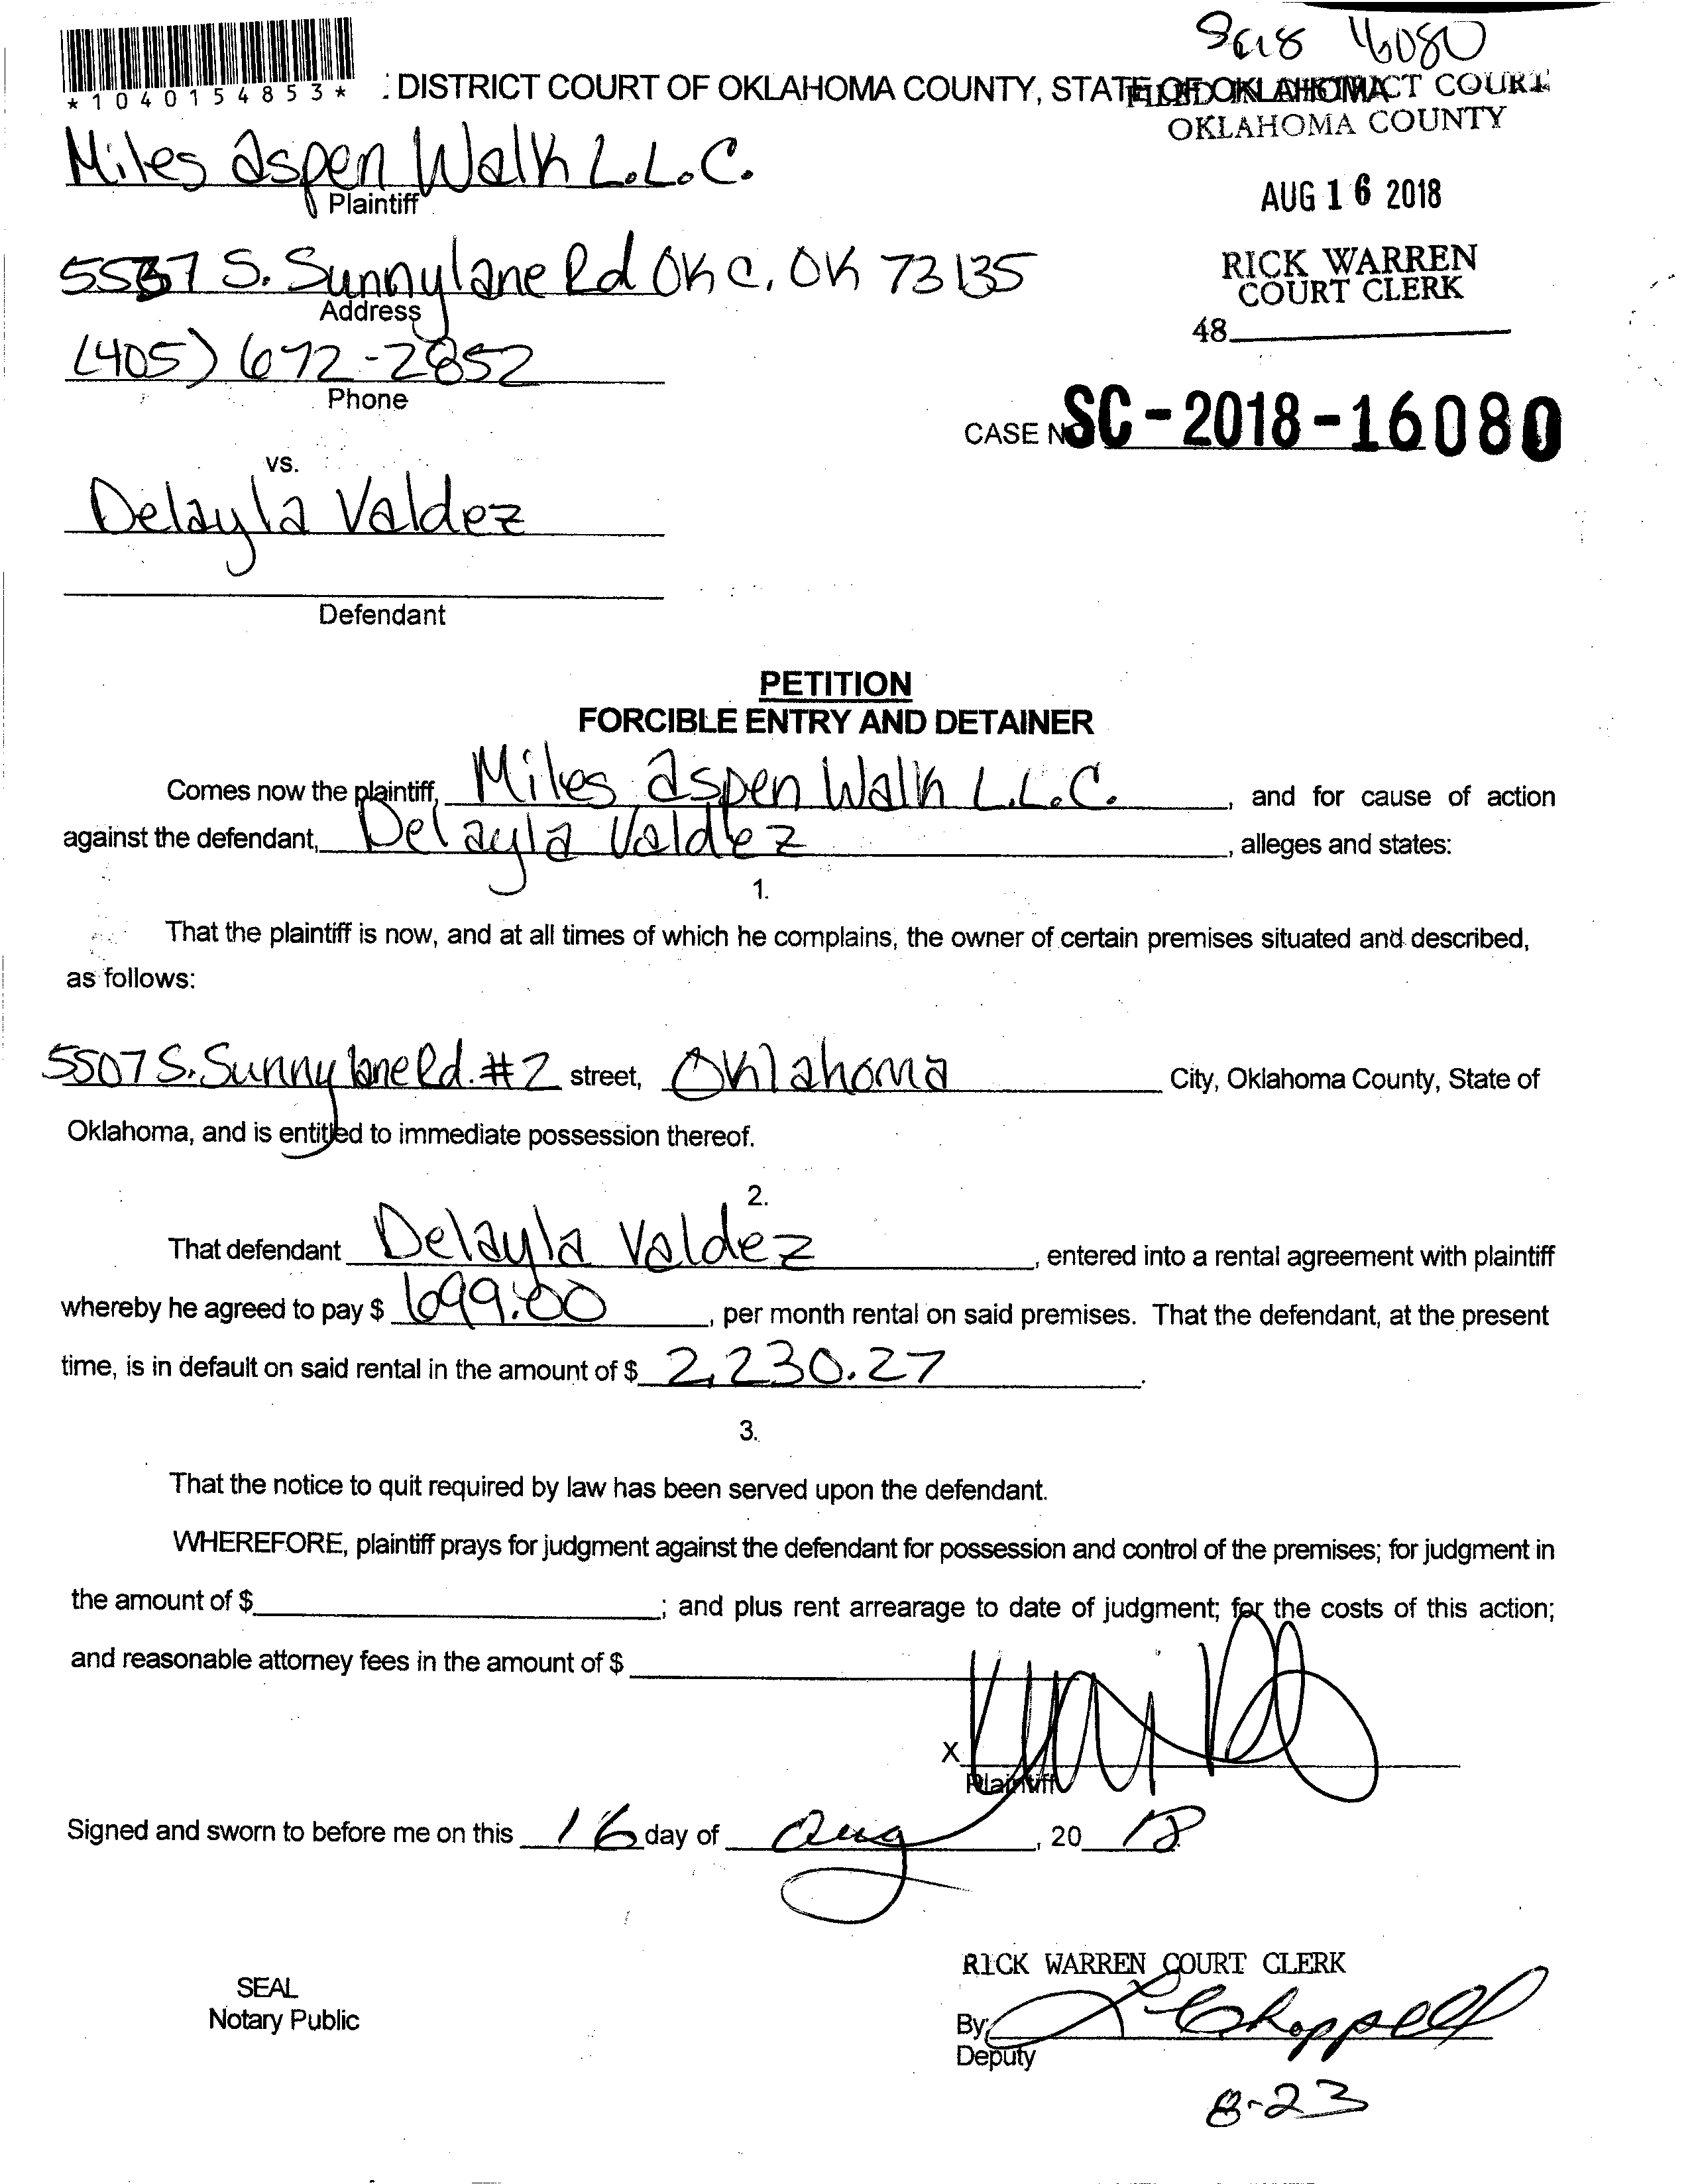 16080
*1040154853*
: DISTRICT COURT OF OKLAHOMA COUNTY, STATE OF OKLAHOMA
FILED IN DISTRICT COURT
OKLAHOMA COUNTY
Miles Aspen Walk L.L.C.
Plaintiff
AUG 16 2018
5537 S. Sunnylane Rd OKC, OK 73135
Address
RICK WARREN
COURT CLERK
48
(405) 672-2852
Phone
CASE NO SC-2018-16080
vs.
Delayla Valdez
Defendant
PETITION
FORCIBLE ENTRY AND DETAINER
Comes now the plaintiff, Miles Aspen Walk L.L.C. , and for cause of action
against the defendant, Delayla Valdez , alleges and states:
1.
That the plaintiff is now, and at all times of which he complains, the owner of certain premises situated and described,
as follows:
5507 S. Sunnylane Rd. #2 street, Oklahoma City, Oklahoma County, State of
Oklahoma, and is entitled to immediate possession thereof.
2.
That defendant Delayla Valdez , entered into a rental agreement with plaintiff
whereby he agreed to pay $ 699.00 , per month rental on said premises. That the defendant, at the present
time, is in default on said rental in the amount of $ 2,230.27 .
3.
That the notice to quit required by law has been served upon the defendant.
WHEREFORE, plaintiff prays for judgment against the defendant for possession and control of the premises; for judgment in
the amount of $ ; and plus rent arrearage to date of judgment; for the costs of this action;
and reasonable attorney fees in the amount of $
X
Plaintiff
Signed and sworn to before me on this 16 day of Aug , 20 18
RICK WARREN COURT CLERK
SEAL
Notary Public
By: Chappell
Deputy
8-23